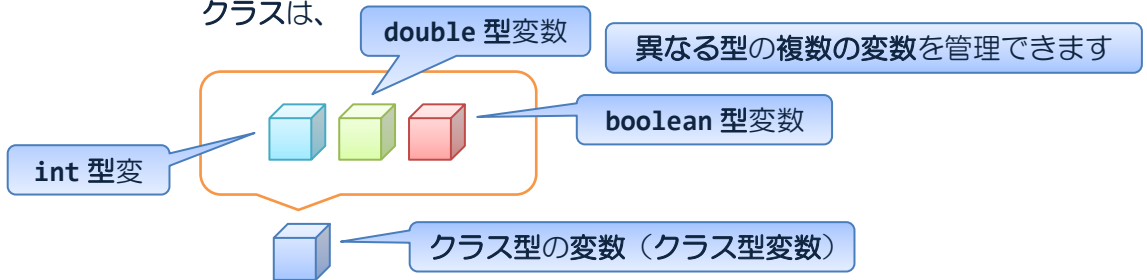 クラスは、
double 型変数
異なる型の複数の変数を管理できます
boolean 型変数
int 型変
クラス型の変数（クラス型変数）